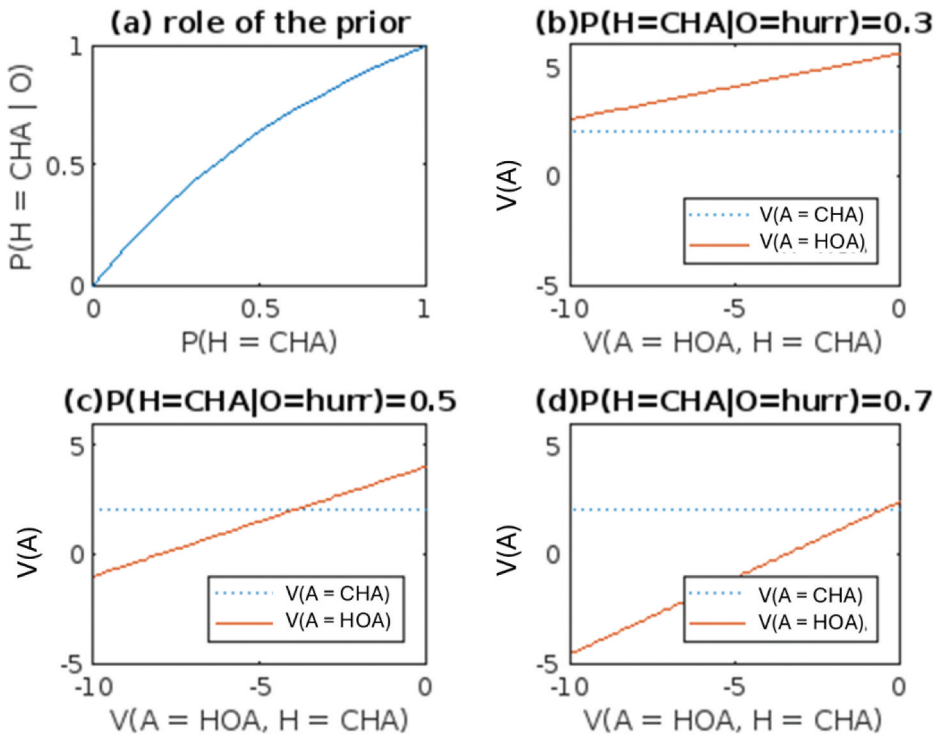 (a) role of the prior
P(H = CHA | O)
1
0.5
0
0
0.5
1
P(H = CHA)
(b)P(H=CHA|O=hurr)=0.3
V(A)
5
0
-5
V(A = CHA)
V(A = HOA),
-10
-5
0
V(A = HOA, H = CHA)
(c)P(H=CHA|O=hurr)=0.5
V(A)
5
0
-5
V(A = CHA)
V(A = HOA)
-10
-5
0
V(A = HOA, H = CHA)
(d)P(H=CHA|O=hurr)=0.7
V(A)
5
0
-5
V(A = CHA)
V(A = HOA),
-10
-5
0
V(A = HOA, H = CHA)